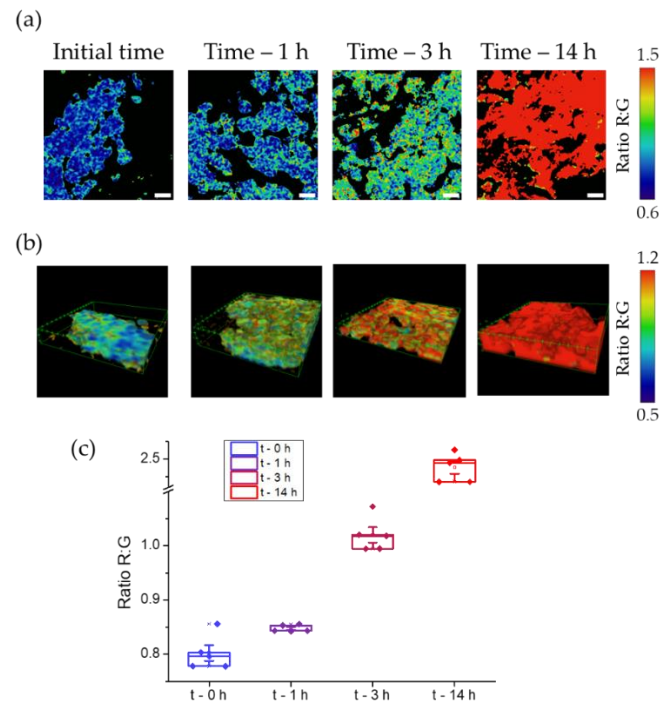 (a)
Initial time
Time – 1 h
Time – 3 h
Time – 14 h
1.5
Ratio R:G
0.6
(b)
1.2
Ratio R:G
0.5
(c)
t - 0 h
t - 1 h
t - 3 h
t - 14 h
2.5
1.0
0.85
0.8
Ratio R:G
t - 0 h
t - 1 h
t - 3 h
t - 14 h